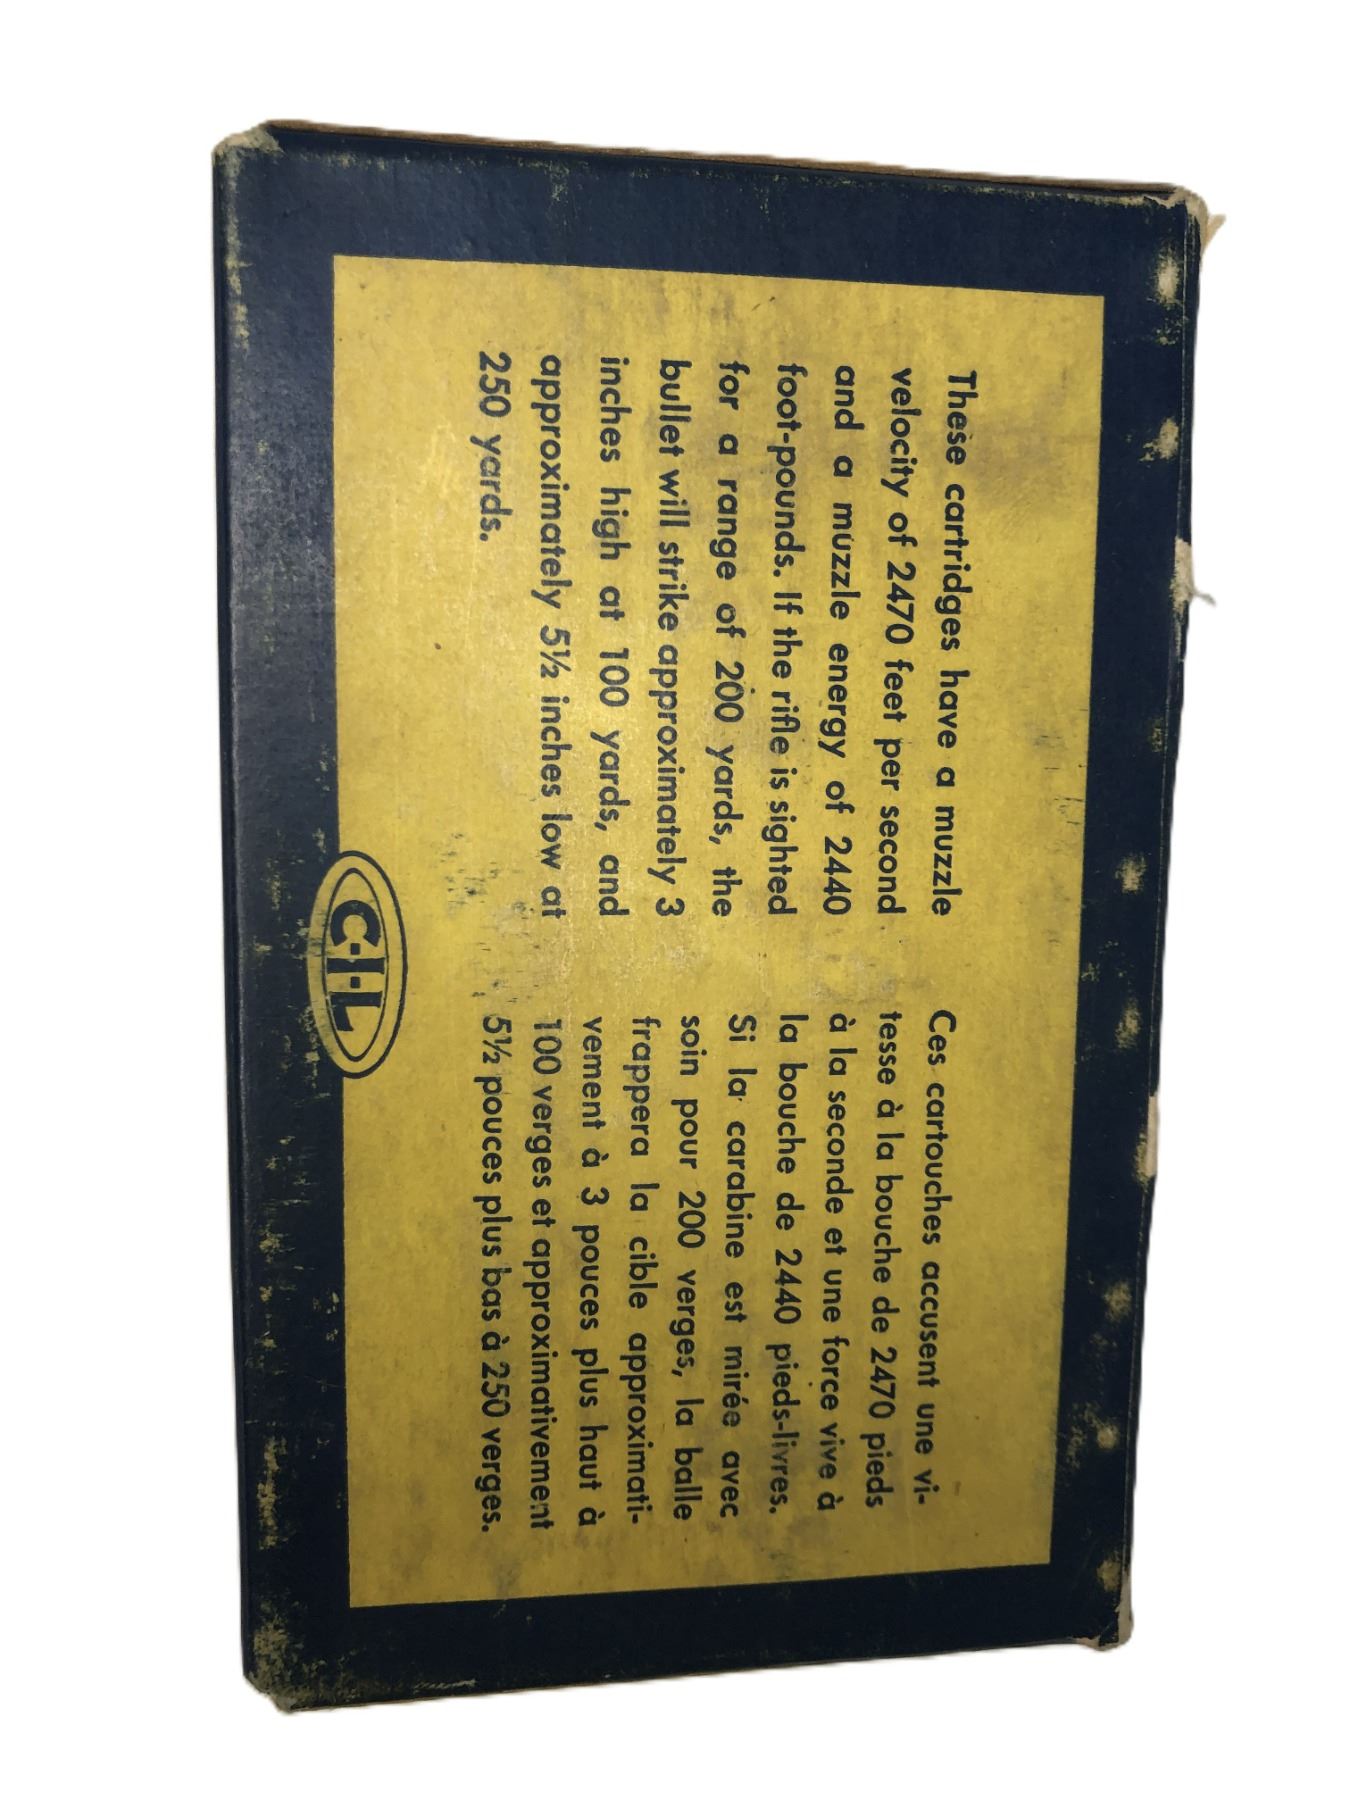 These cartridges have a muzzle
velocity of 2470 feet per second
and a muzzle energy of 2440
foot-pounds. If the rifle is sighted
for a range of 200 yards, the
bullet will strike approximately 3
inches high at 100 yards, and
approximately 5½ inches low at
250 yards.
Ces cartouches accusent une vi-
tesse à la bouche de 2470 pieds
à la seconde et une force vive à
la bouche de 2440 pieds-livres.
Si la carabine est mirée avec
soin pour 200 verges, la balle
frappera la cible approximati-
vement à 3 pouces plus haut à
100 verges et approximativement
5½ pouces plus bas à 250 verges.
C-I-L